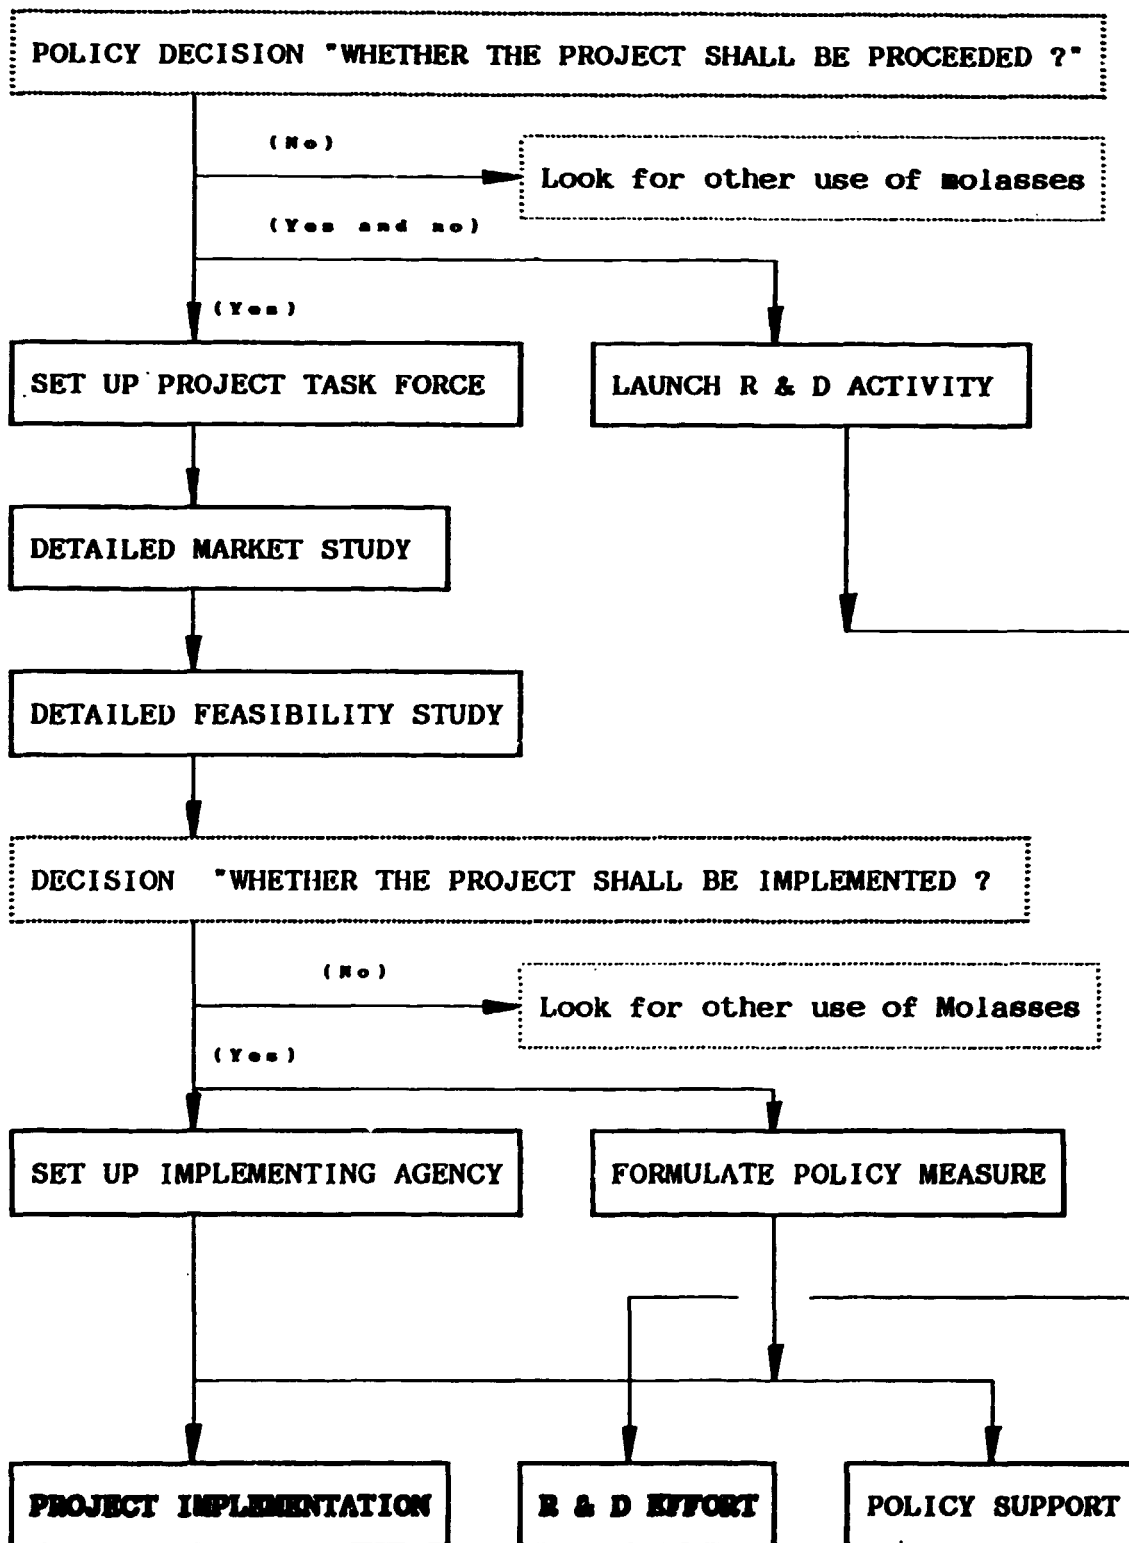 POLICY DECISION "WHETHER THE PROJECT SHALL BE PROCEEDED ?"
(No)
Look for other use of molasses
(Yes and no)
(Yes)
SET UP PROJECT TASK FORCE
LAUNCH R & D ACTIVITY
DETAILED MARKET STUDY
DETAILED FEASIBILITY STUDY
DECISION "WHETHER THE PROJECT SHALL BE IMPLEMENTED ?
(No)
Look for other use of Molasses
(Yes)
SET UP IMPLEMENTING AGENCY
FORMULATE POLICY MEASURE
PROJECT IMPLEMENTATION
R & D EFFORT
POLICY SUPPORT